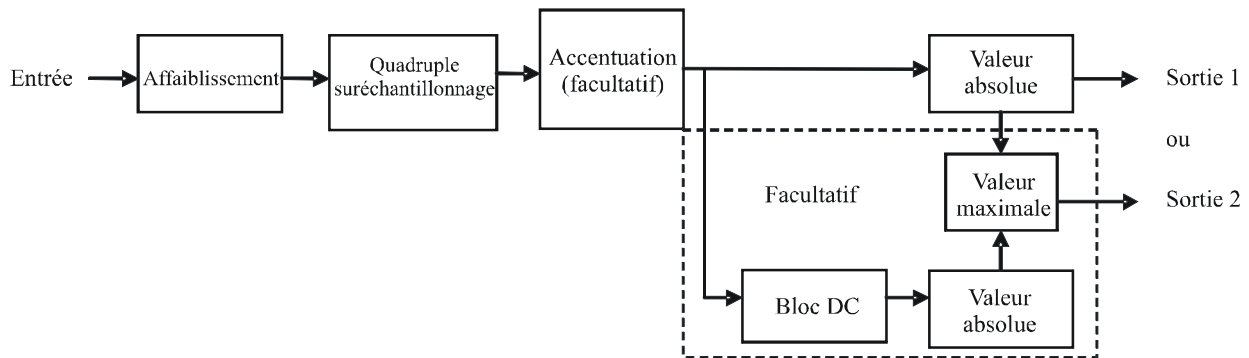 Entrée
Affaiblissement
Quadruple
suréchantillonnage
Accentuation
(facultatif)
Valeur
absolue
Sortie 1
ou
Facultatif
Valeur
maximale
Sortie 2
Bloc DC
Valeur
absolue